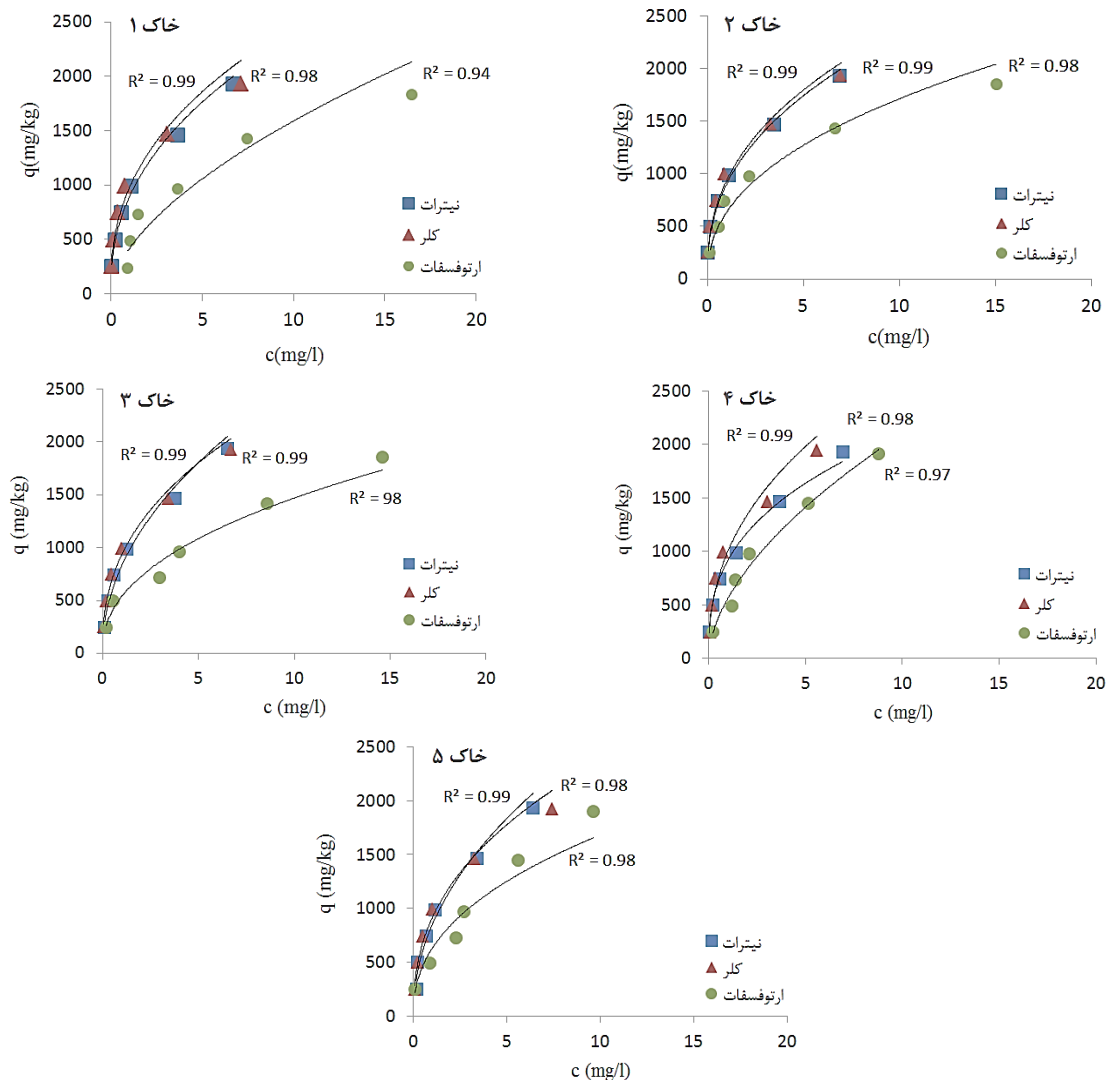 خاک ۱
2500
2000
1500
1000
500
0
q(mg/kg)
R² = 0.99
R² = 0.98
R² = 0.94
نیترات
کلر
ارتوفسفات
0 5 10 15 20
c(mg/l)
خاک ۲
2500
2000
1500
1000
500
0
q(mg/kg)
R² = 0.99
R² = 0.99
R² = 0.98
نیترات
کلر
ارتوفسفات
0 5 10 15 20
c(mg/l)
خاک ۳
2500
2000
1500
1000
500
0
q (mg/kg)
R² = 0.99
R² = 0.99
R² = 98
نیترات
کلر
ارتوفسفات
0 5 10 15 20
c (mg/l)
خاک ۴
2500
2000
1500
1000
500
0
q (mg/kg)
R² = 0.99
R² = 0.98
R² = 0.97
نیترات
کلر
ارتوفسفات
0 5 10 15 20
c (mg/l)
خاک ۵
2500
2000
1500
1000
500
0
q (mg/kg)
R² = 0.99
R² = 0.98
R² = 0.98
نیترات
کلر
ارتوفسفات
0 5 10 15 20
c (mg/l)